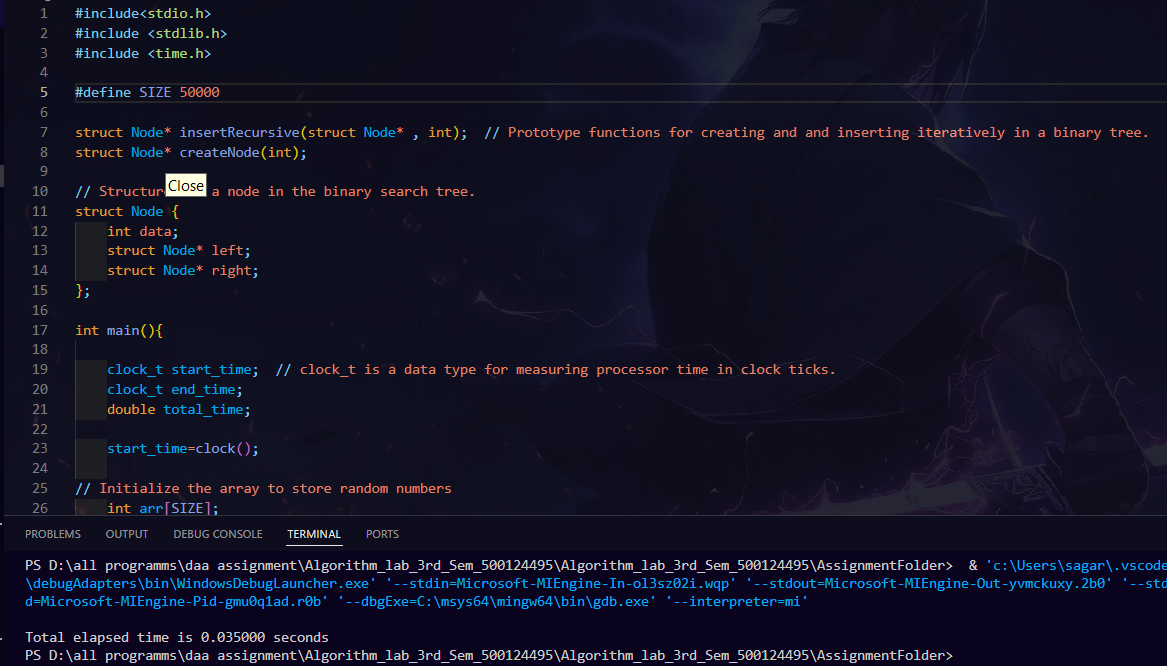 1 #include<stdio.h>
2 #include <stdlib.h>
3 #include <time.h>
4
5 #define SIZE 50000
6
7 struct Node* insertRecursive(struct Node* , int);  // Prototype functions for creating and and inserting iteratively in a binary tree.
8 struct Node* createNode(int);
9
Close
10 // Structur a node in the binary search tree.
11 struct Node {
12     int data;
13     struct Node* left;
14     struct Node* right;
15 };
16
17 int main(){
18
19     clock_t start_time;  // clock_t is a data type for measuring processor time in clock ticks.
20     clock_t end_time;
21     double total_time;
22
23     start_time=clock();
24
25 // Initialize the array to store random numbers
26     int arr[SIZE];
PROBLEMS OUTPUT DEBUG CONSOLE TERMINAL PORTS
PS D:\all programms\daa assignment\Algorithm_lab_3rd_Sem_500124495\AssignmentFolder>  & 'c:\Users\sagar\.vscode
\debugAdapters\bin\WindowsDebugLauncher.exe' '--stdin=Microsoft-MIEngine-In-ol3sz02i.wqp' '--stdout=Microsoft-MIEngine-Out-yvmckuxy.2b0' '--std
d=Microsoft-MIEngine-Pid-gmu0q1ad.r0b' '--dbgExe=C:\msys64\mingw64\bin\gdb.exe' '--interpreter=mi'
Total elapsed time is 0.035000 seconds
PS D:\all programms\daa assignment\Algorithm_lab_3rd_Sem_500124495\AssignmentFolder>